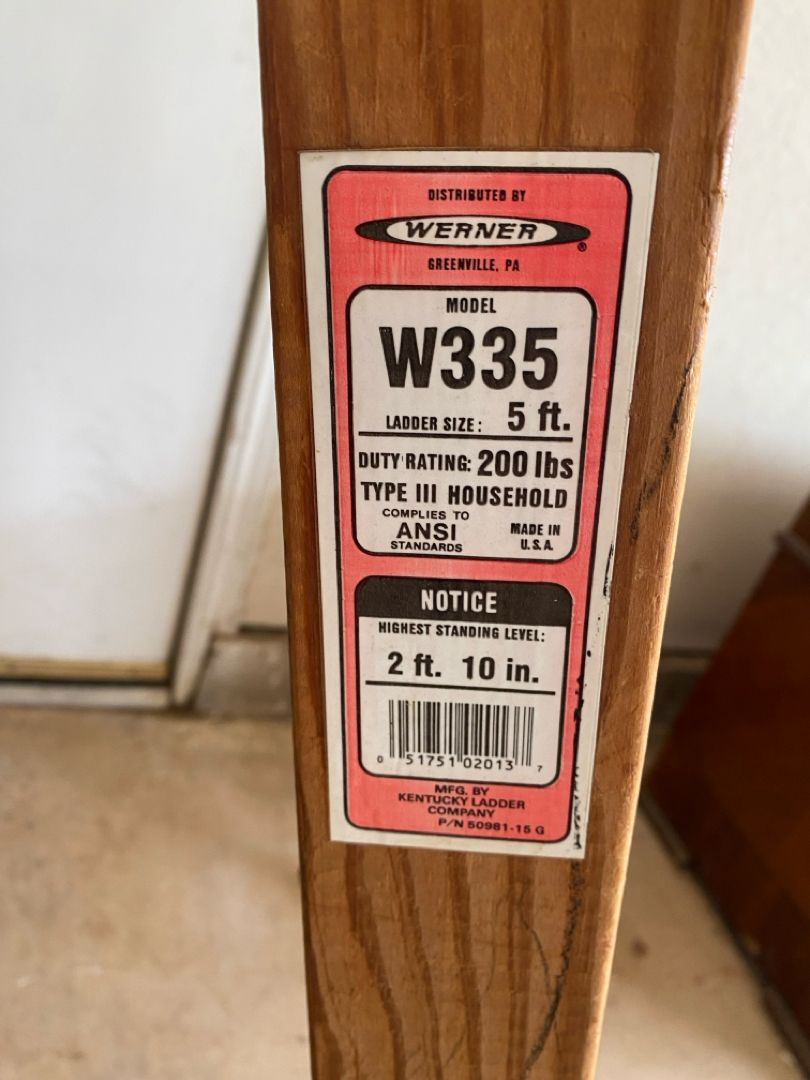 DISTRIBUTED BY
WERNER®
GREENVILLE, PA
MODEL
W335
LADDER SIZE: 5 ft.
DUTY RATING: 200 lbs
TYPE III HOUSEHOLD
COMPLIES TO
ANSI
STANDARDS
MADE IN
U.S.A.
NOTICE
HIGHEST STANDING LEVEL:
2 ft. 10 in.
0 51751 02013 7
MFG. BY
KENTUCKY LADDER
COMPANY
P/N 50981-15 G